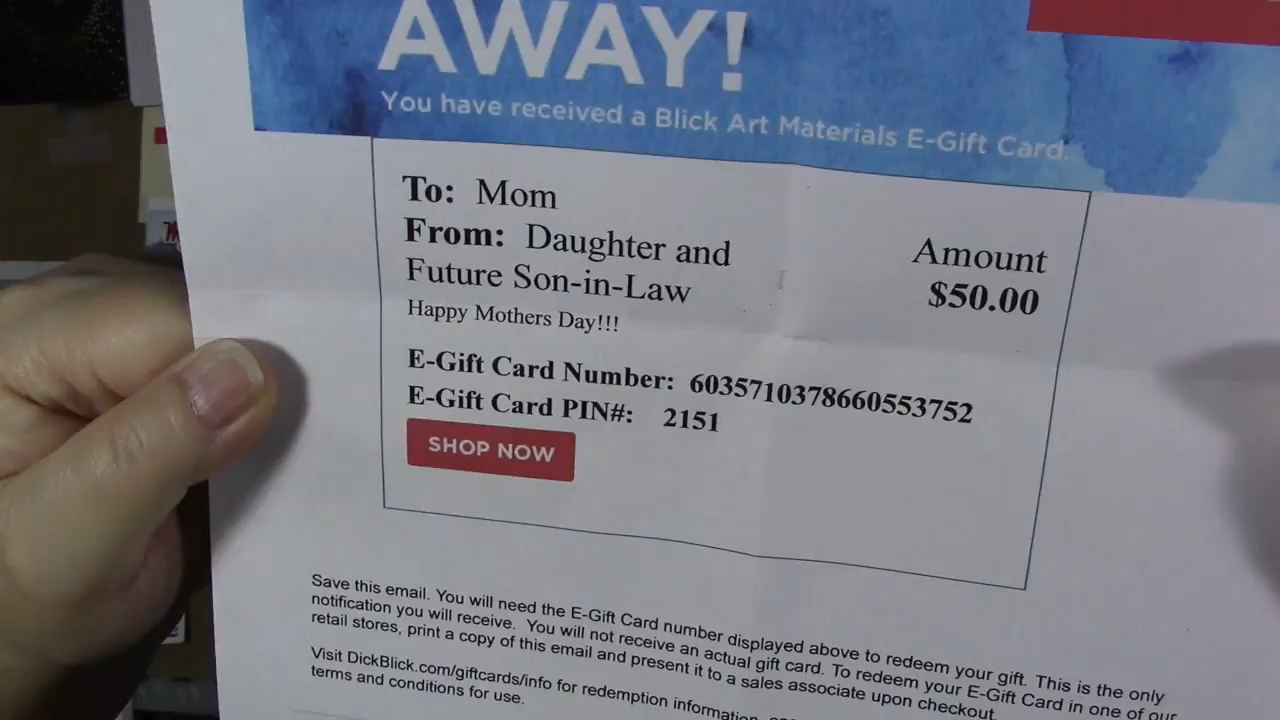 AWAY!
You have received a Blick Art Materials E-Gift Card.
To: Mom
From: Daughter and
Future Son-in-Law
Happy Mothers Day!!!
Amount
$50.00
E-Gift Card Number: 6035710378660553752
E-Gift Card PIN#: 2151
SHOP NOW
Save this email. You will need the E-Gift Card number displayed above to redeem your gift. This is the only
notification you will receive. You will not receive an actual gift card. To redeem your E-Gift Card in one of our
retail stores, print a copy of this email and present it to a sales associate upon checkout.
Visit DickBlick.com/giftcards/info for redemption information,
terms and conditions for use.